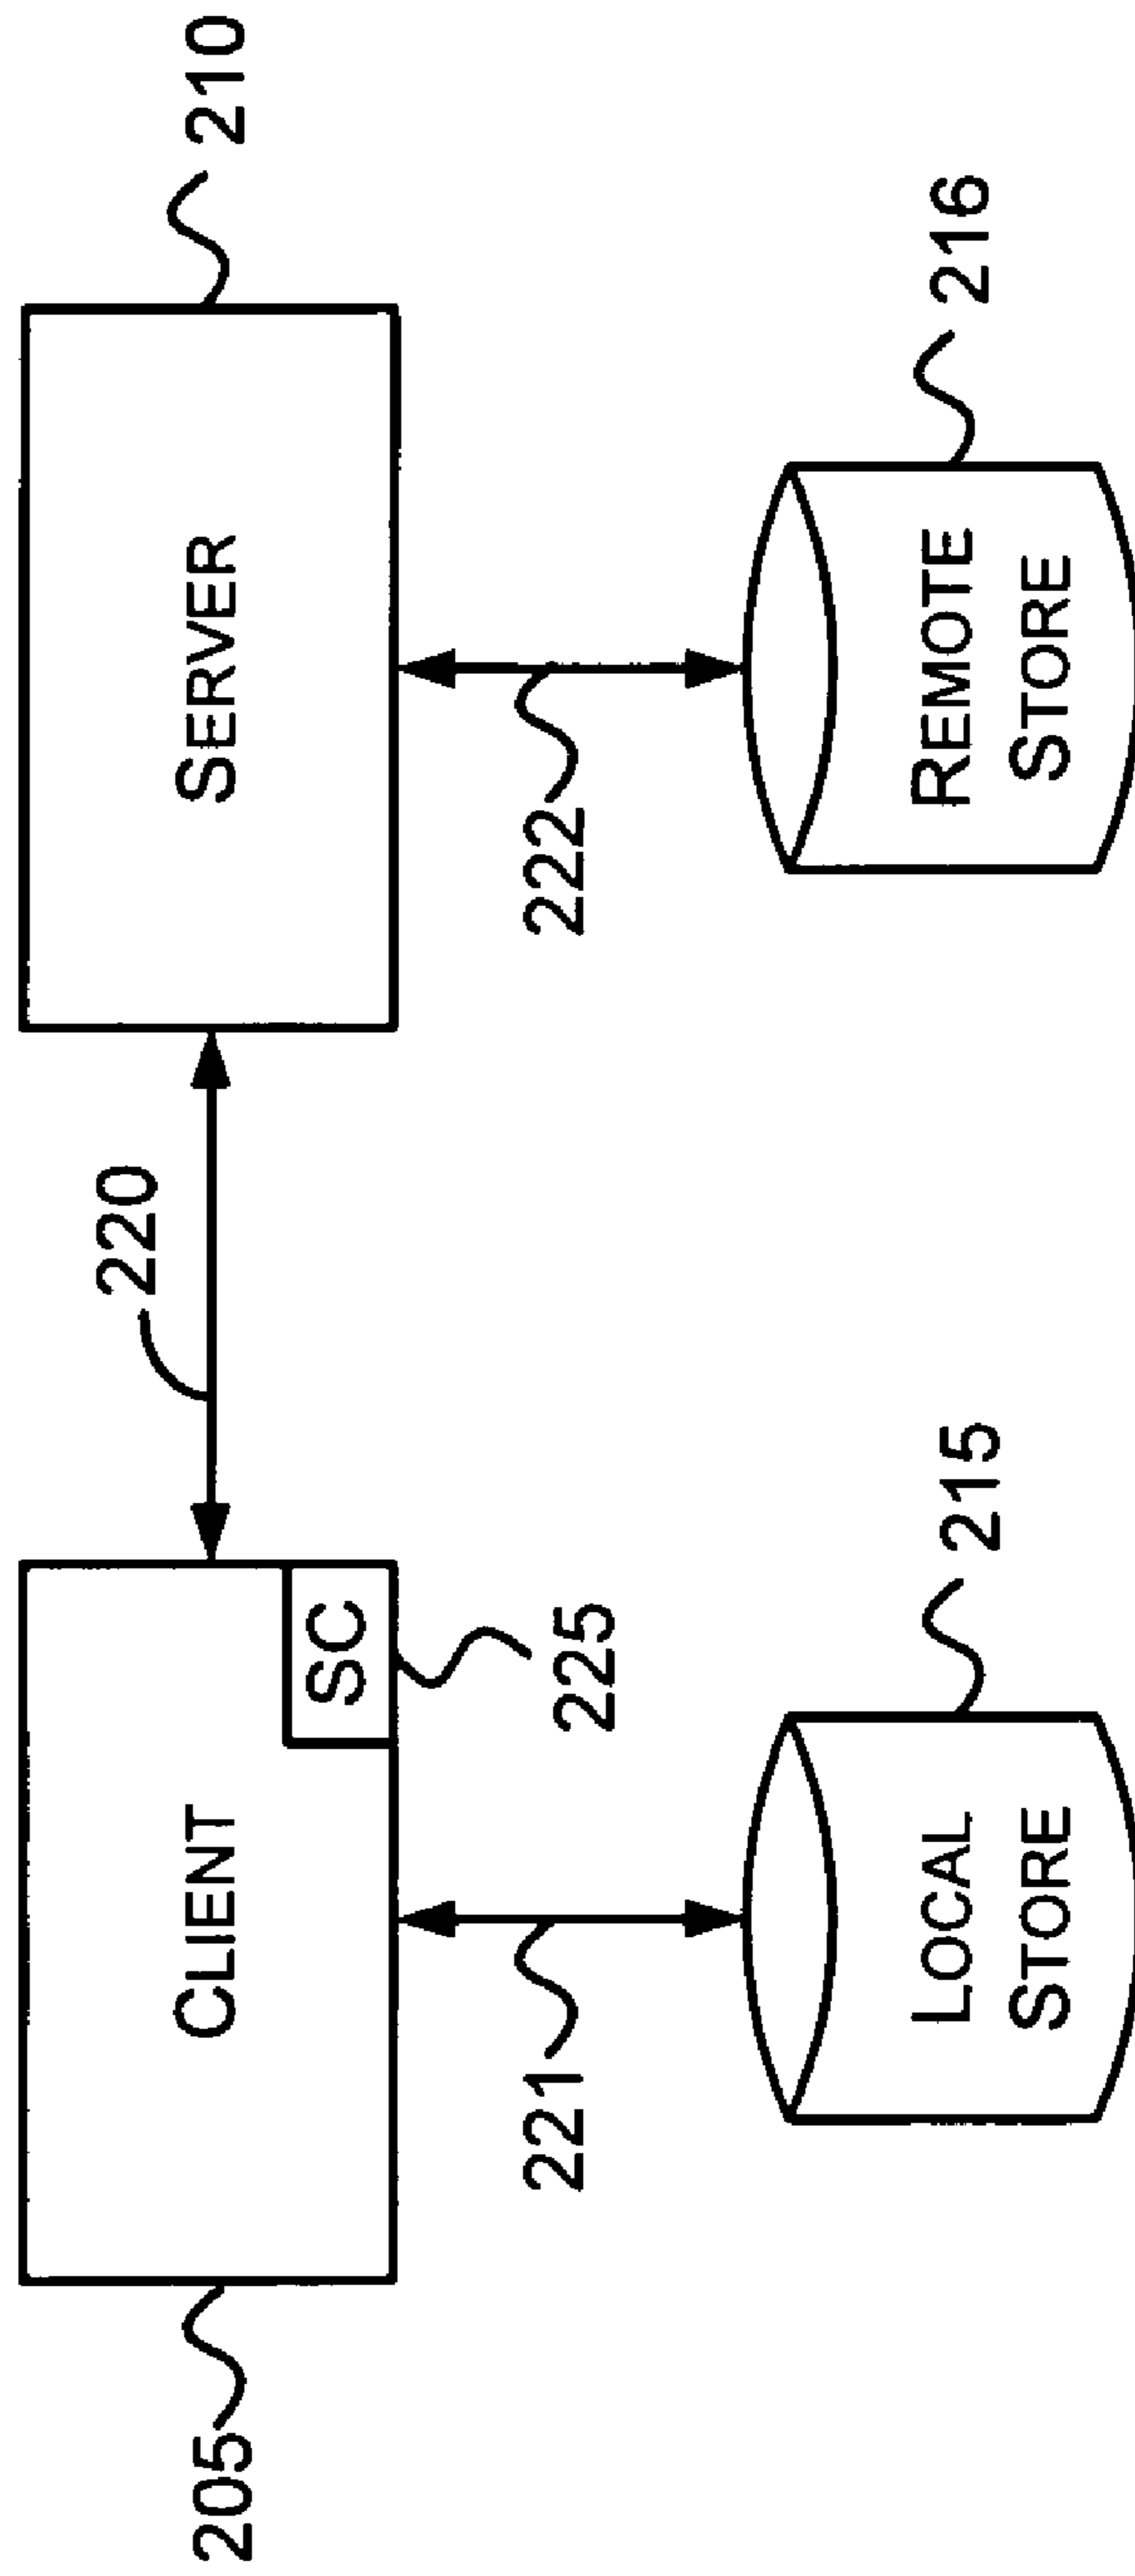 220
205
CLIENT
SC
SERVER
210
221
225
222
LOCAL
STORE
215
REMOTE
STORE
216